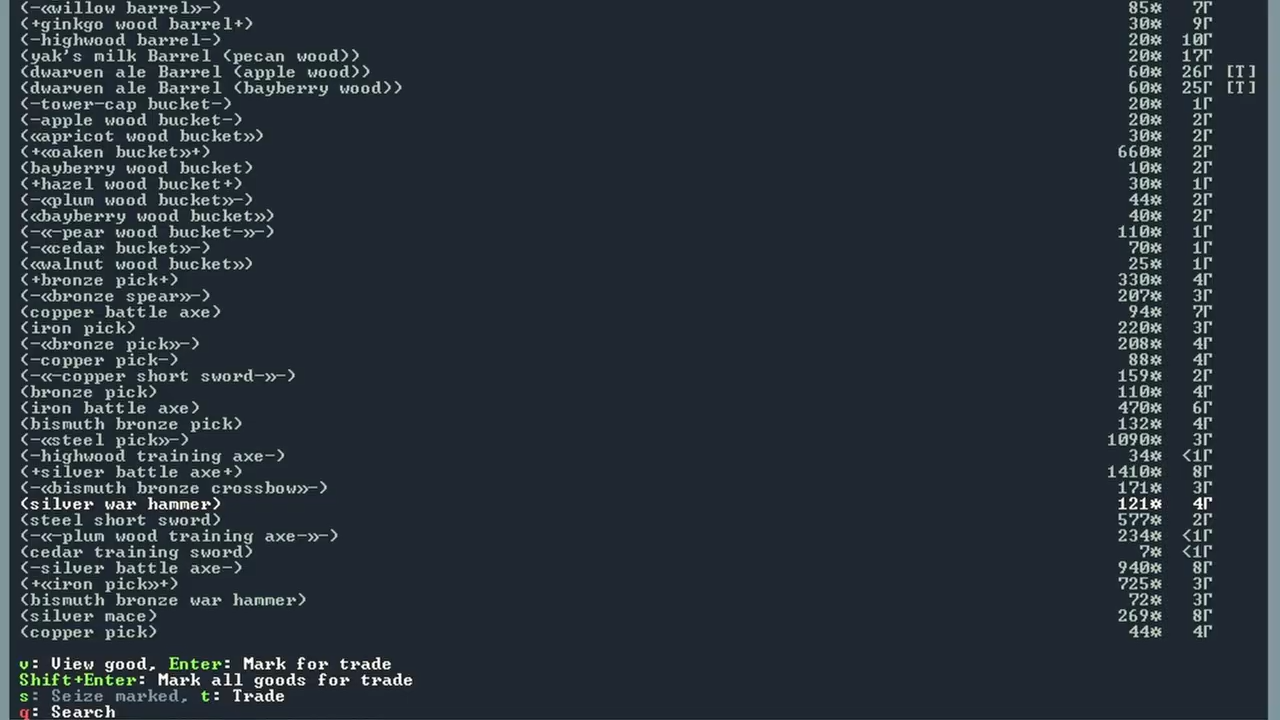 (-«willow barrel»-) 85☼ 7Γ
(+ginkgo wood barrel+) 30☼ 9Γ
(-highwood barrel-) 20☼ 10Γ
(yak's milk Barrel (pecan wood)) 20☼ 17Γ
(dwarven ale Barrel (apple wood)) 60☼ 26Γ [T]
(dwarven ale Barrel (bayberry wood)) 60☼ 25Γ [T]
(-tower-cap bucket-) 20☼ 1Γ
(-apple wood bucket-) 20☼ 2Γ
(«apricot wood bucket») 30☼ 2Γ
(+«oaken bucket»+) 660☼ 2Γ
(bayberry wood bucket) 10☼ 2Γ
(+hazel wood bucket+) 30☼ 1Γ
(-«plum wood bucket»-) 44☼ 2Γ
(«bayberry wood bucket») 40☼ 2Γ
(-«-pear wood bucket-»-) 110☼ 1Γ
(-«cedar bucket»-) 70☼ 1Γ
(«walnut wood bucket») 25☼ 1Γ
(+bronze pick+) 330☼ 4Γ
(-«bronze spear»-) 207☼ 3Γ
(copper battle axe) 94☼ 7Γ
(iron pick) 220☼ 3Γ
(-«bronze pick»-) 208☼ 4Γ
(-copper pick-) 88☼ 4Γ
(-«-copper short sword-»-) 159☼ 2Γ
(bronze pick) 110☼ 4Γ
(iron battle axe) 470☼ 6Γ
(bismuth bronze pick) 132☼ 4Γ
(-«steel pick»-) 1090☼ 3Γ
(-highwood training axe-) 34☼ <1Γ
(+silver battle axe+) 1410☼ 8Γ
(-«bismuth bronze crossbow»-) 171☼ 3Γ
(silver war hammer) 121☼ 4Γ
(steel short sword) 577☼ 2Γ
(-«-plum wood training axe-»-) 234☼ <1Γ
(cedar training sword) 7☼ <1Γ
(-silver battle axe-) 940☼ 8Γ
(+«iron pick»+) 725☼ 3Γ
(bismuth bronze war hammer) 72☼ 3Γ
(silver mace) 269☼ 8Γ
(copper pick) 44☼ 4Γ
v: View good, Enter: Mark for trade
Shift+Enter: Mark all goods for trade
s: Seize marked, t: Trade
q: Search